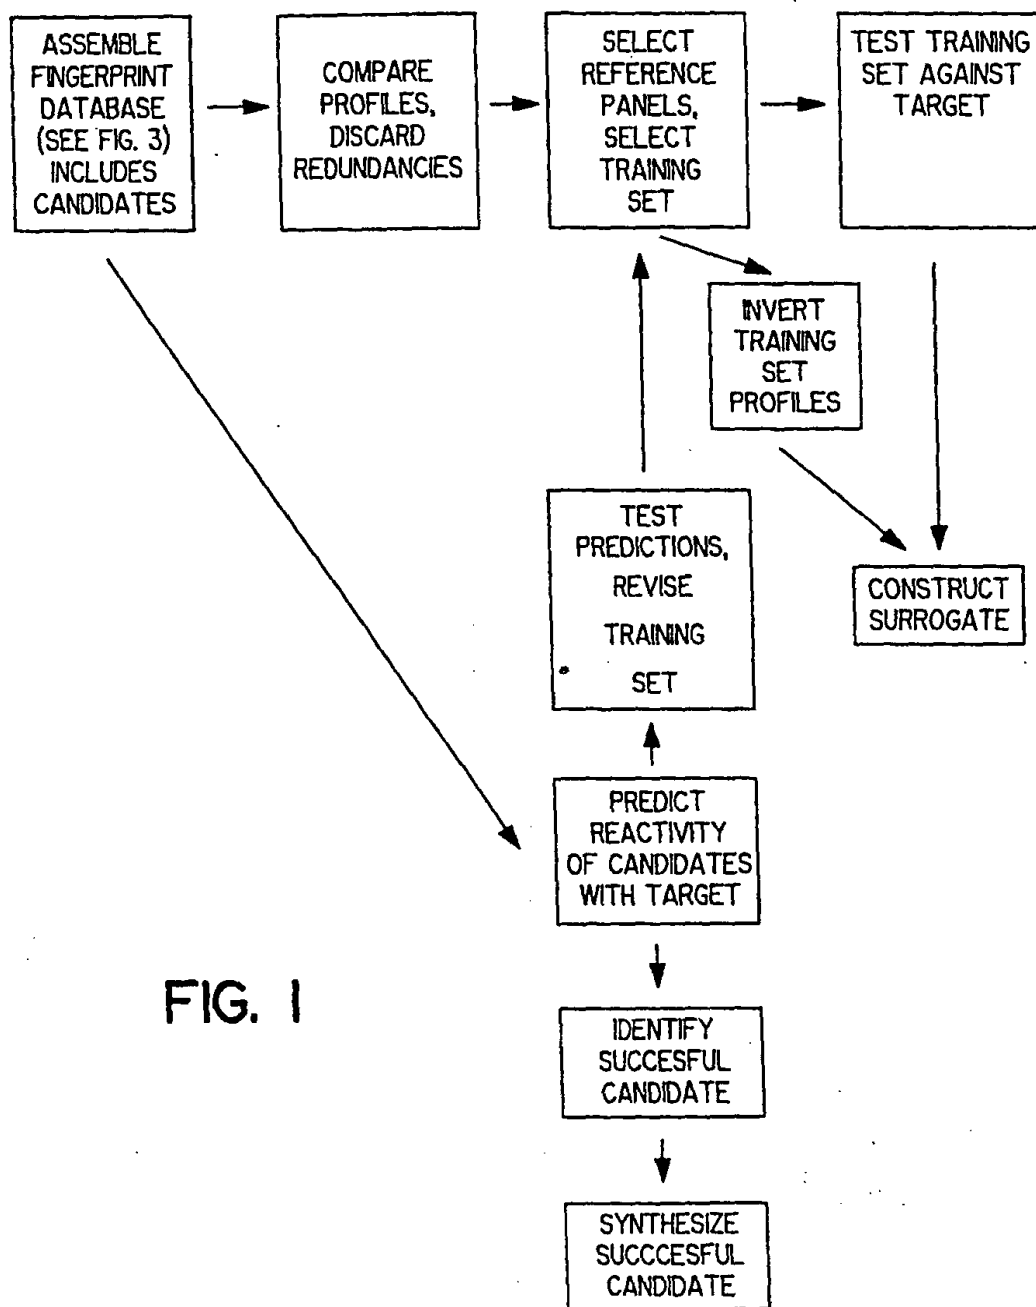 ASSEMBLE
FINGERPRINT
DATABASE
(SEE FIG. 3)
INCLUDES
CANDIDATES
COMPARE
PROFILES,
DISCARD
REDUNDANCIES
SELECT
REFERENCE
PANELS,
SELECT
TRAINING
SET
TEST TRAINING
SET AGAINST
TARGET
INVERT
TRAINING
SET
PROFILES
TEST
PREDICTIONS,
REVISE
TRAINING
SET
CONSTRUCT
SURROGATE
PREDICT
REACTIVITY
OF CANDIDATES
WITH TARGET
IDENTIFY
SUCCESFUL
CANDIDATE
SYNTHESIZE
SUCCCESFUL
CANDIDATE
FIG. 1